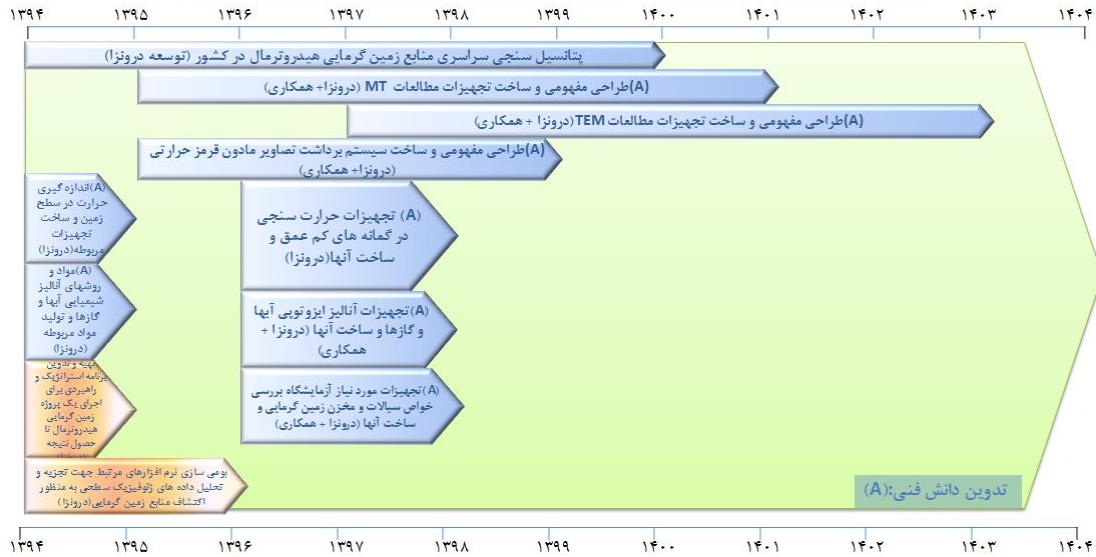 ۱۳۹۴ ۱۳۹۵ ۱۳۹۶ ۱۳۹۷ ۱۳۹۸ ۱۳۹۹ ۱۴۰۰ ۱۴۰۱ ۱۴۰۲ ۱۴۰۳ ۱۴۰۴
پتانسیل سنجی سراسری منابع زمین گرمایی هیدروترمال در کشور (توسعه درونزا)
(A)طراحی مفهومی و ساخت تجهیزات مطالعات MT (درونزا+ همکاری)
(A)طراحی مفهومی و ساخت تجهیزات مطالعات TEM(درونزا + همکاری)
(A)طراحی مفهومی و ساخت سیستم برداشت تصاویر مادون قرمز حرارتی
(درونزا+ همکاری)
(A)اندازه گیری
حرارت در سطح
زمین و ساخت
تجهیزات
مربوطه(درونزا)
(A) تجهیزات حرارت سنجی
در گمانه های کم عمق و
ساخت آنها(درونزا)
(A)مواد و
روشهای آنالیز
شیمیایی آبها و
گازها و تولید
مواد مربوطه
(درونزا)
(A)تجهیزات آنالیز ایزوتوپی آبها
و گازها و ساخت آنها (درونزا +
همکاری)
تهیه و تدوین
برنامه استراتژیک و
راهبردی برای
اجرای یک پروژه
زمین گرمایی
هیدروترمال تا
حصول نتیجه
(A)تجهیزات مورد نیاز آزمایشگاه بررسی
خواص سیالات و مخزن زمین گرمایی و
ساخت آنها (درونزا + همکاری)
بومی سازی نرم افزارهای مرتبط جهت تجزیه و
تحلیل داده های ژئوفیزیک سطحی به منظور
اکتشاف منابع زمین گرمایی(درونزا)
تدوین دانش فنی:(A)
۱۳۹۴ ۱۳۹۵ ۱۳۹۶ ۱۳۹۷ ۱۳۹۸ ۱۳۹۹ ۱۴۰۰ ۱۴۰۱ ۱۴۰۲ ۱۴۰۳ ۱۴۰۴